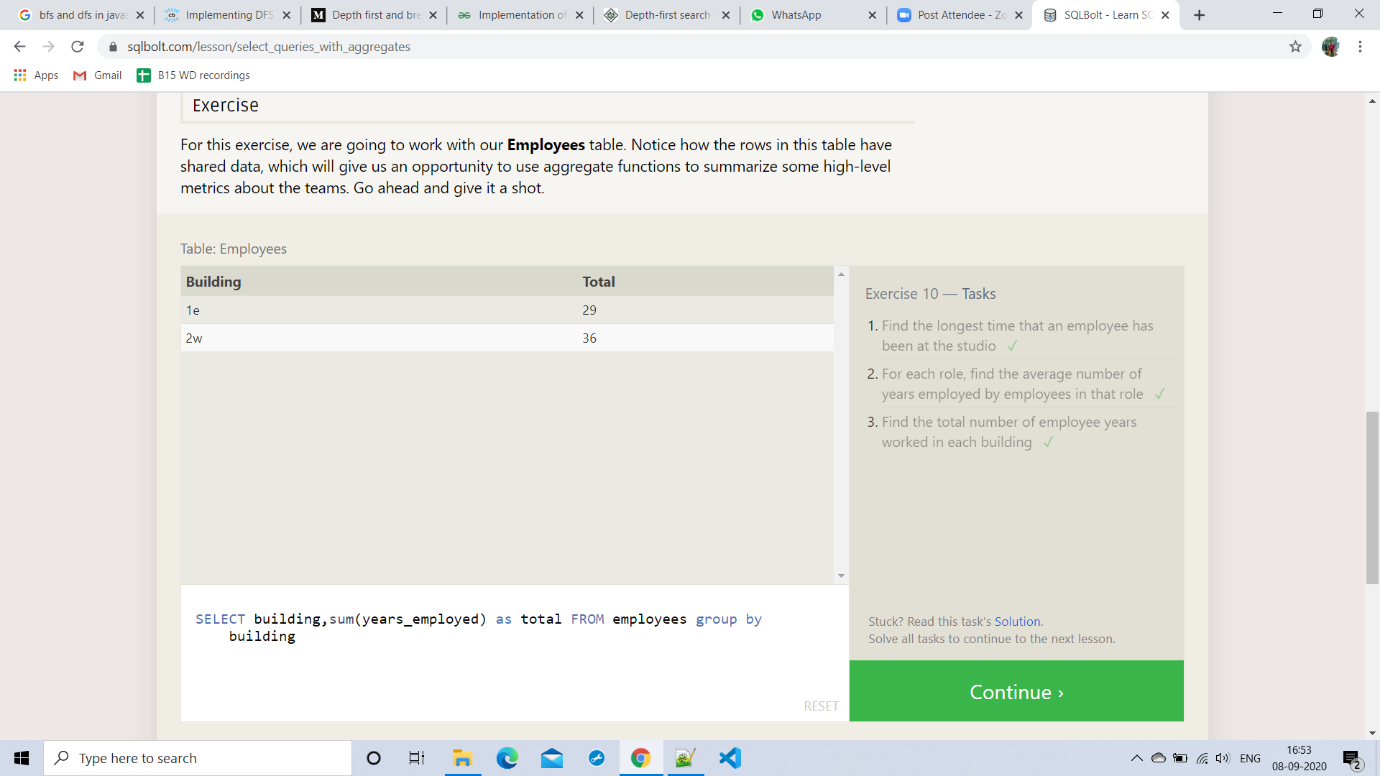 bfs and dfs in javas
Implementing DFS
Depth first and bre
Implementation of
Depth-first search
WhatsApp
Post Attendee - Zo
SQLBolt - Learn SQ
sqlbolt.com/lesson/select_queries_with_aggregates
Apps
Gmail
B15 WD recordings
Exercise
For this exercise, we are going to work with our Employees table. Notice how the rows in this table have
shared data, which will give us an opportunity to use aggregate functions to summarize some high-level
metrics about the teams. Go ahead and give it a shot.
Table: Employees
Building Total
1e 29
2w 36
Exercise 10 — Tasks
1. Find the longest time that an employee has
been at the studio ✓
2. For each role, find the average number of
years employed by employees in that role ✓
3. Find the total number of employee years
worked in each building ✓
SELECT building,sum(years_employed) as total FROM employees group by
building
RESET
Stuck? Read this task's Solution.
Solve all tasks to continue to the next lesson.
Continue ›
Type here to search
ENG
16:53
08-09-2020
2